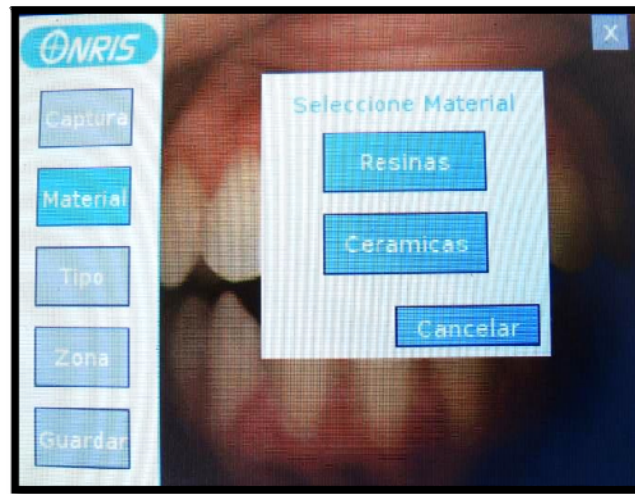 ONRIS
X
Captura
Material
Tipo
Zona
Guardar
Seleccione Material
Resinas
Ceramicas
Cancelar